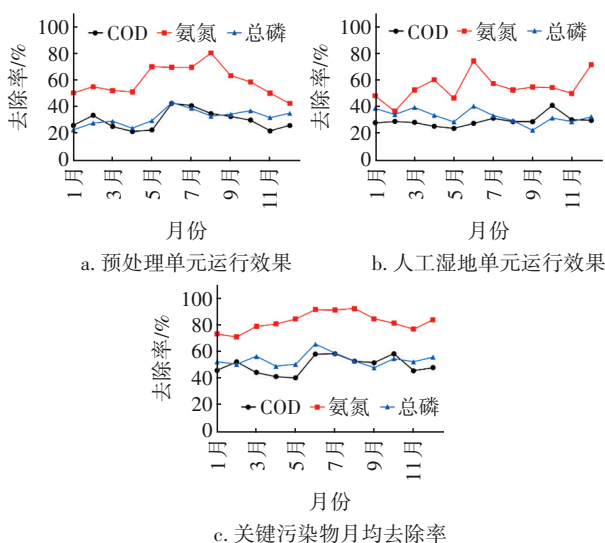 100
80
60
40
20
0
去除率/%
COD 氨氮 总磷
1月 3月 5月 7月 9月 11月
月份
a. 预处理单元运行效果
100
80
60
40
20
0
去除率/%
COD 氨氮 总磷
1月 3月 5月 7月 9月 11月
月份
b. 人工湿地单元运行效果
100
80
60
40
20
0
去除率/%
COD 氨氮 总磷
1月 3月 5月 7月 9月 11月
月份
c. 关键污染物月均去除率